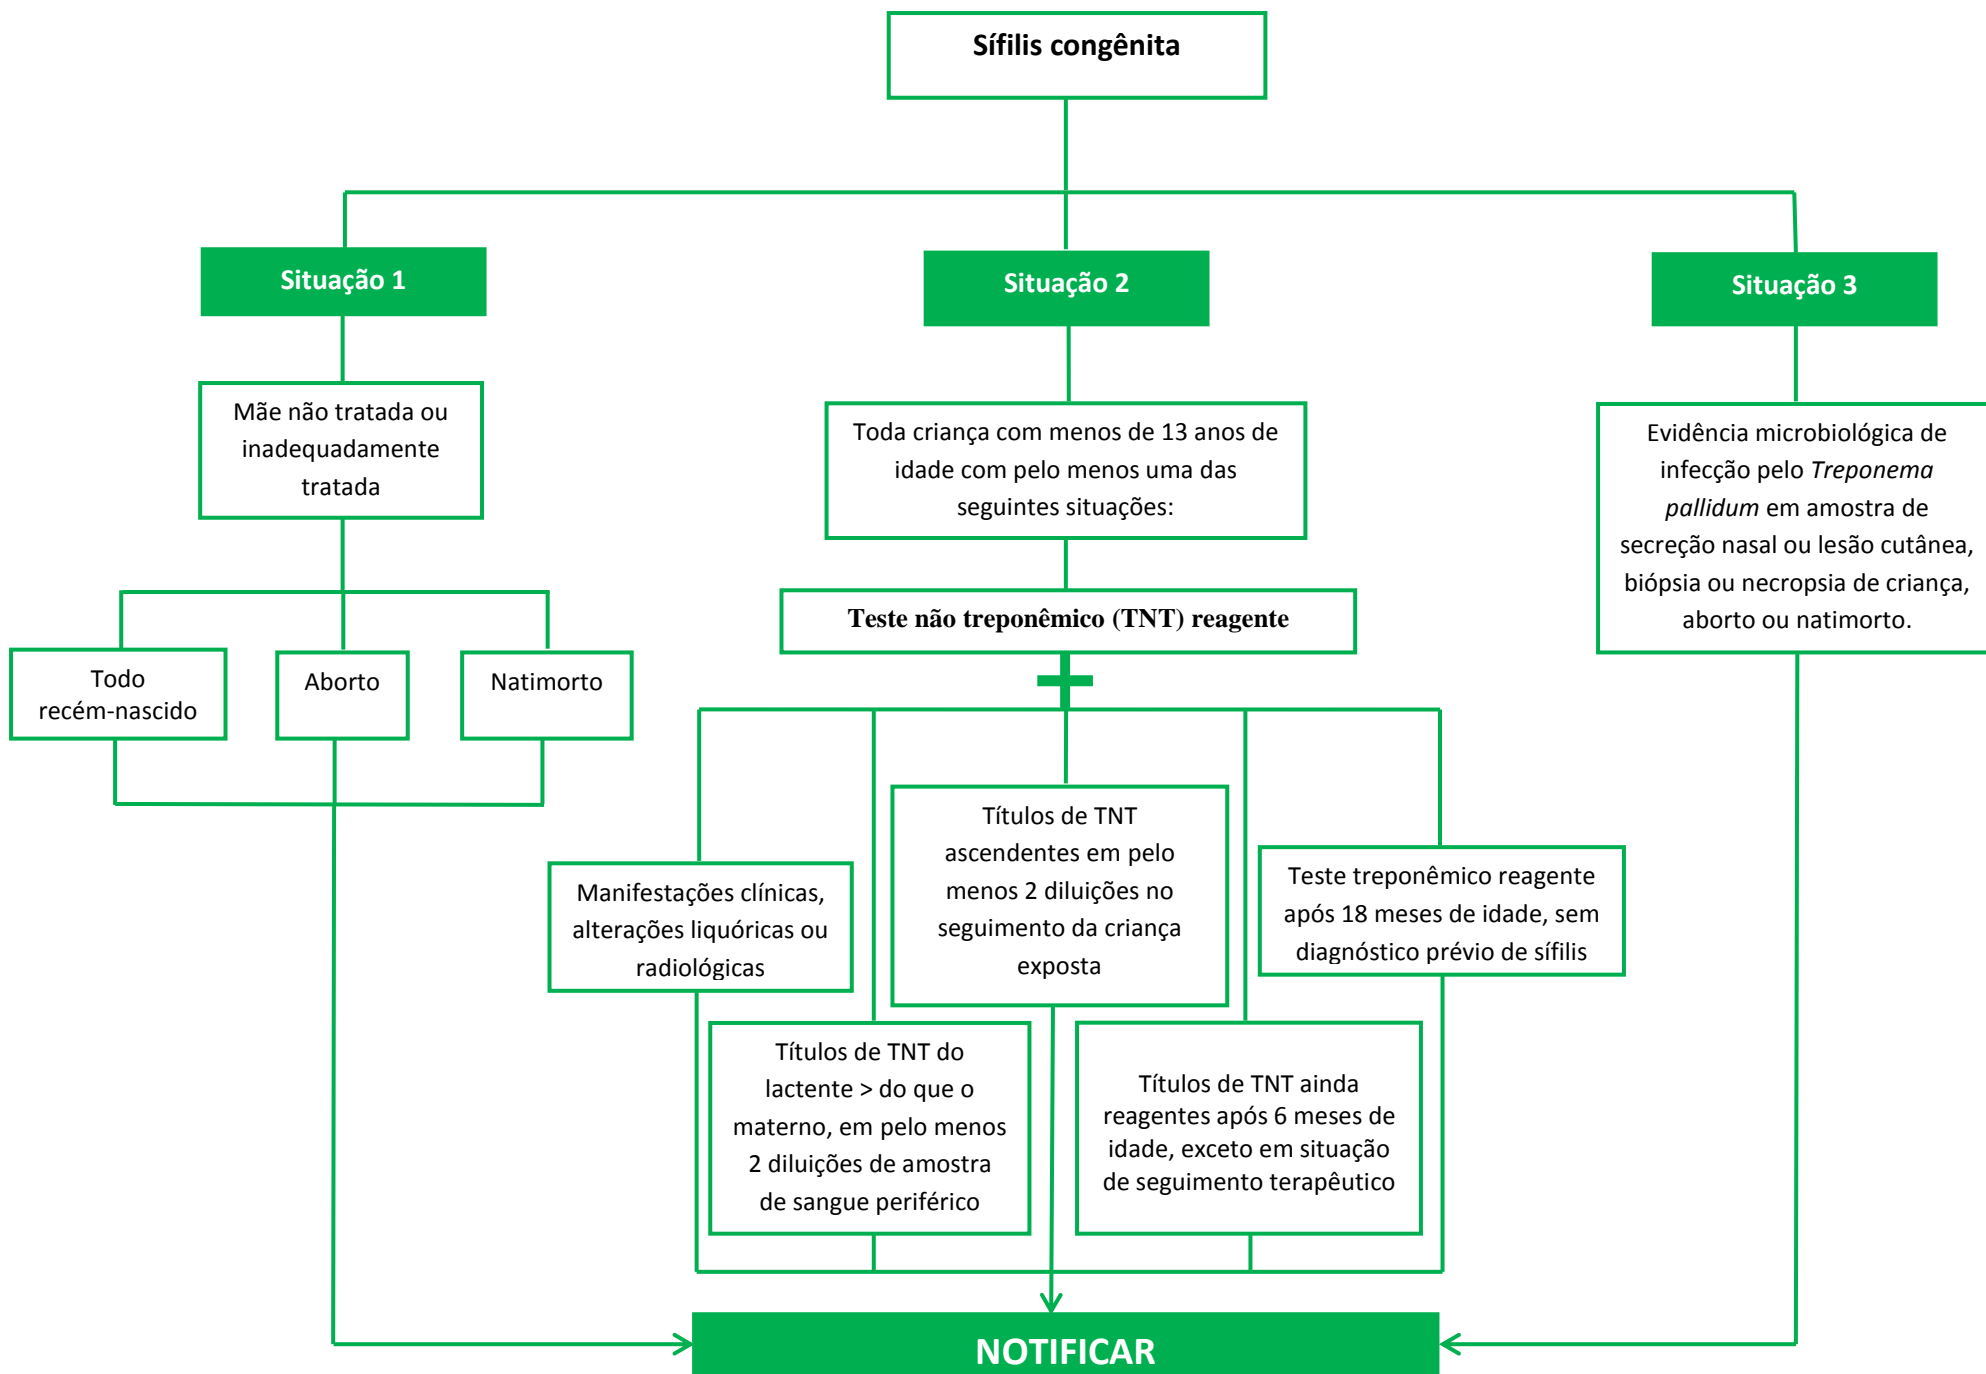 Sífilis congênita
Situação 1
Situação 2
Situação 3
Mãe não tratada ou
inadequadamente
tratada
Toda criança com menos de 13 anos de
idade com pelo menos uma das
seguintes situações:
Evidência microbiológica de
infecção pelo Treponema
pallidum em amostra de
secreção nasal ou lesão cutânea,
biópsia ou necropsia de criança,
aborto ou natimorto.
Teste não treponêmico (TNT) reagente
Todo
recém-nascido
Aborto
Natimorto
Manifestações clínicas,
alterações liquóricas ou
radiológicas
Títulos de TNT do
lactente > do que o
materno, em pelo menos
2 diluições de amostra
de sangue periférico
Títulos de TNT
ascendentes em pelo
menos 2 diluições no
seguimento da criança
exposta
Títulos de TNT ainda
reagentes após 6 meses de
idade, exceto em situação
de seguimento terapêutico
Teste treponêmico reagente
após 18 meses de idade, sem
diagnóstico prévio de sífilis
NOTIFICAR